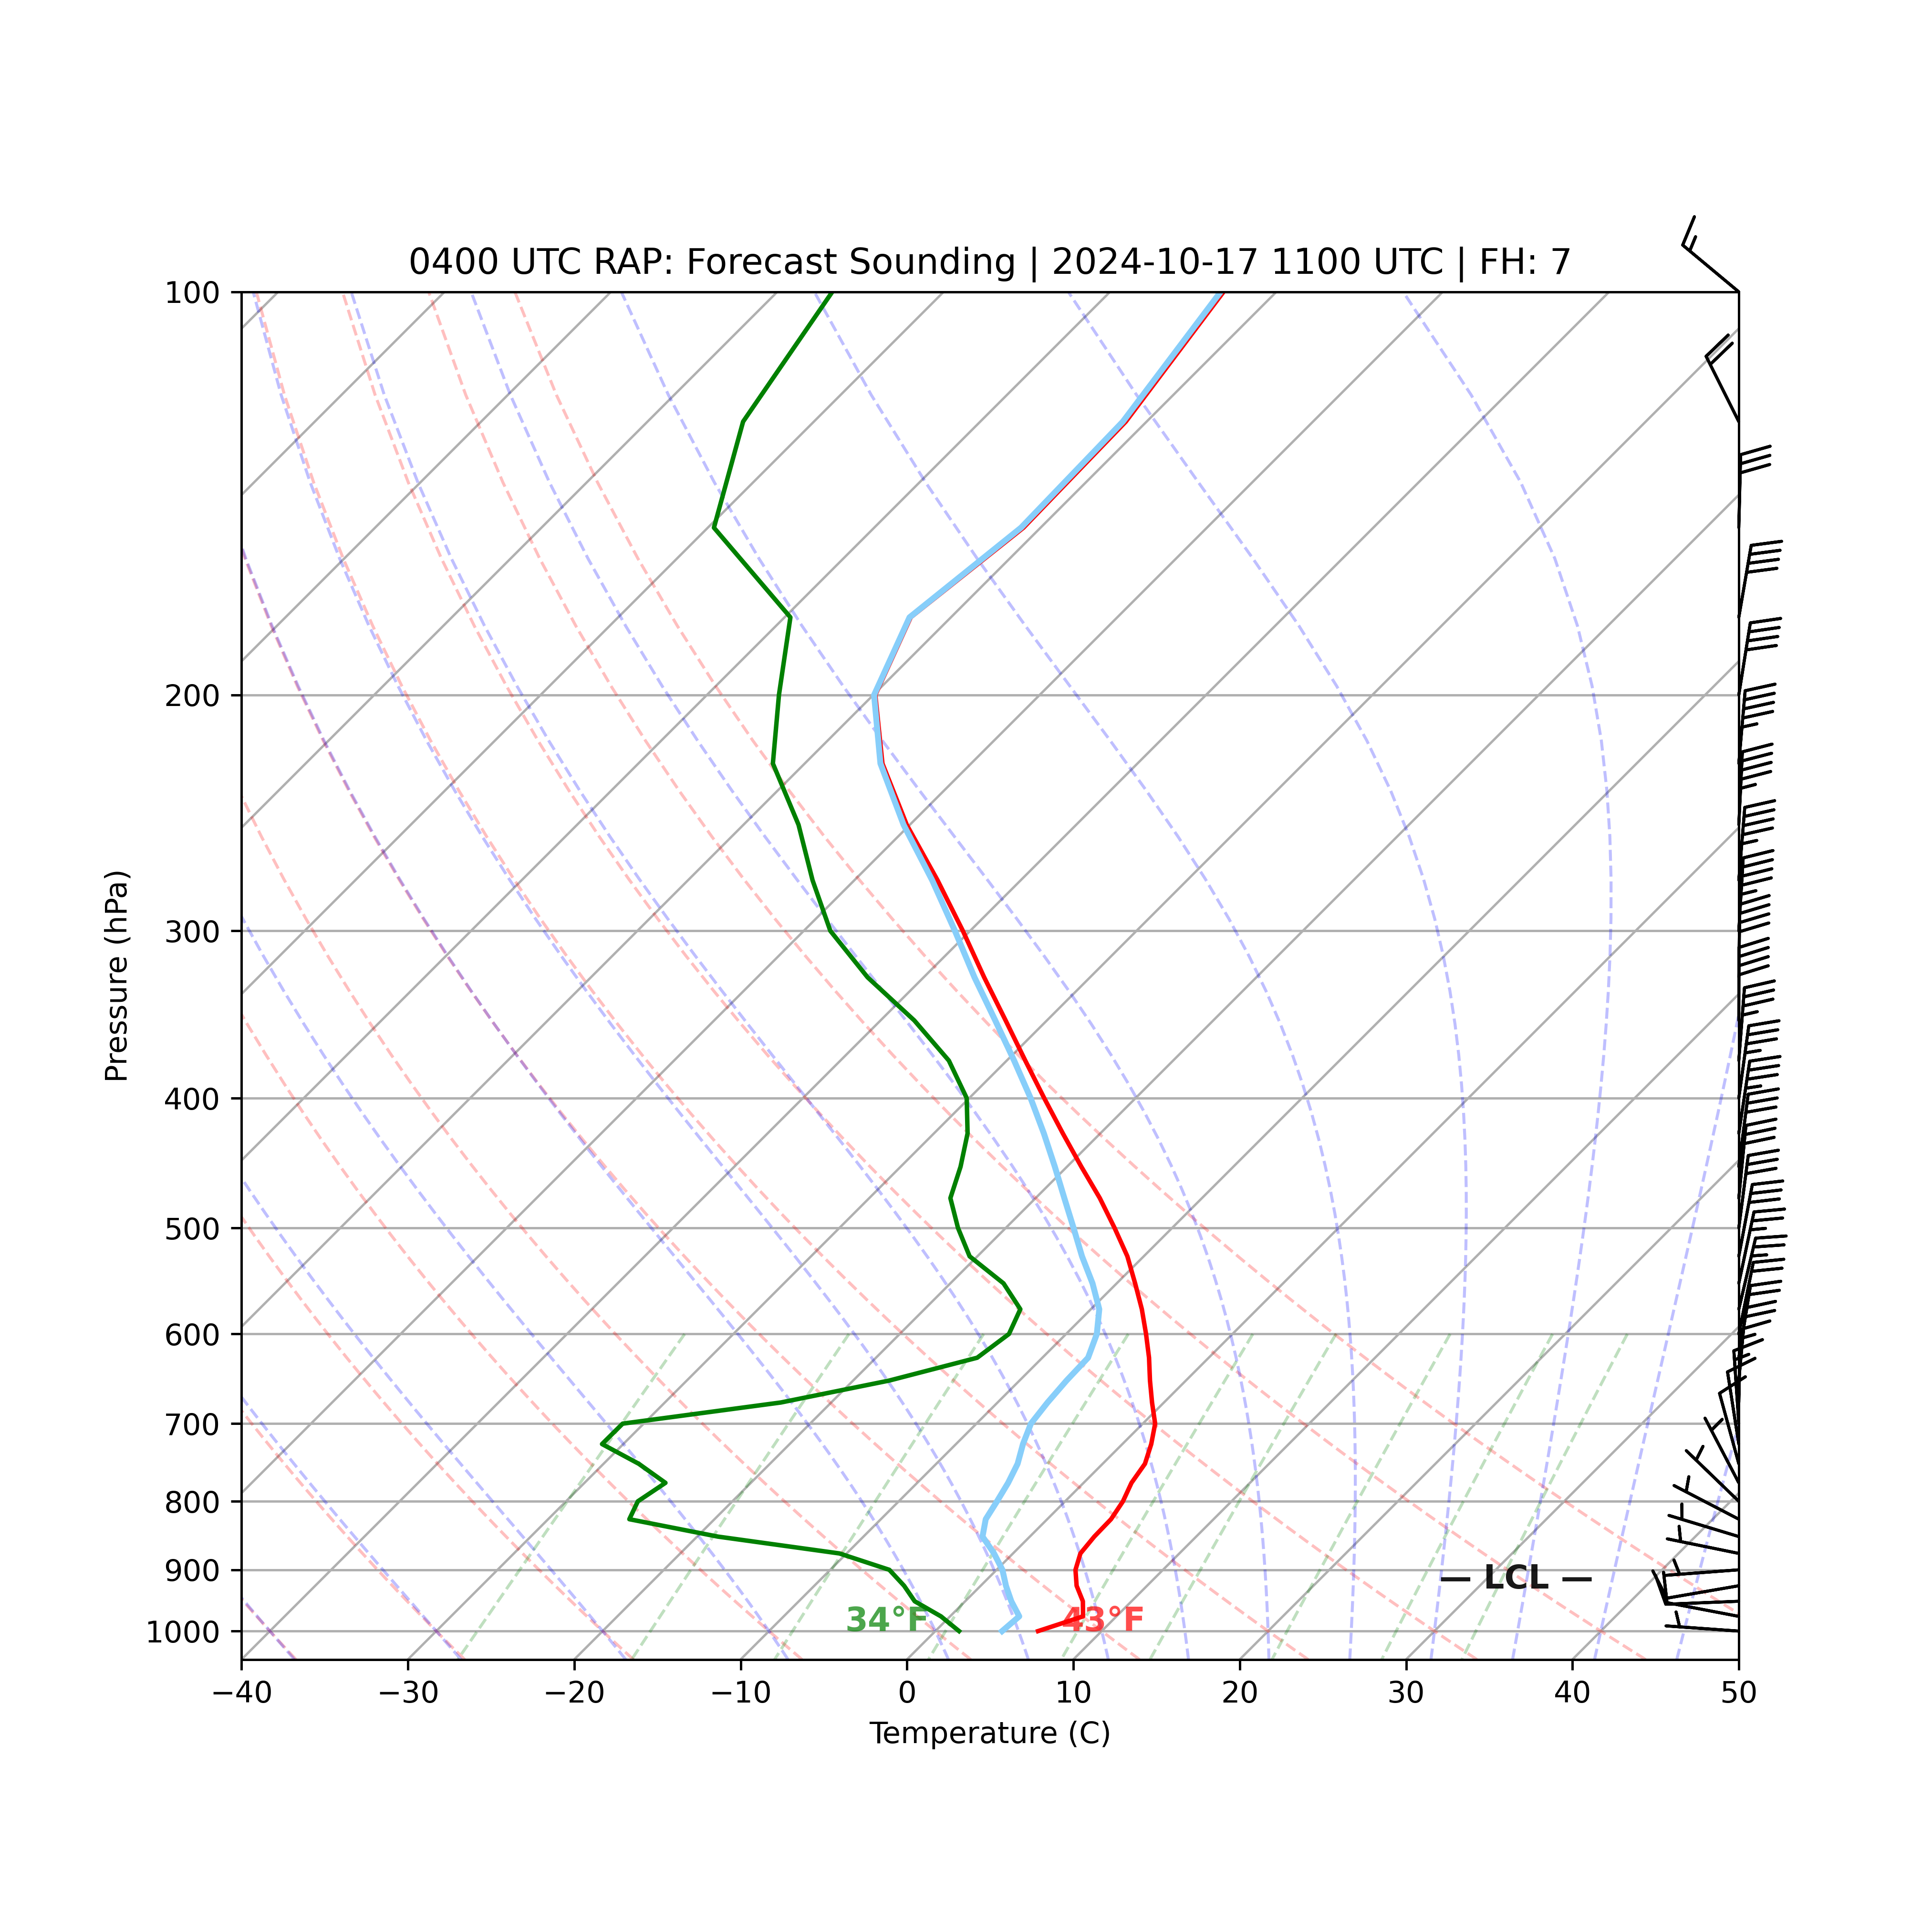 0400 UTC RAP: Forecast Sounding | 2024-10-17 1100 UTC | FH: 7
100
200
300
400
500
600
700
800
900
1000
Pressure (hPa)
— LCL —
34°F
43°F
−40 −30 −20 −10 0 10 20 30 40 50
Temperature (C)